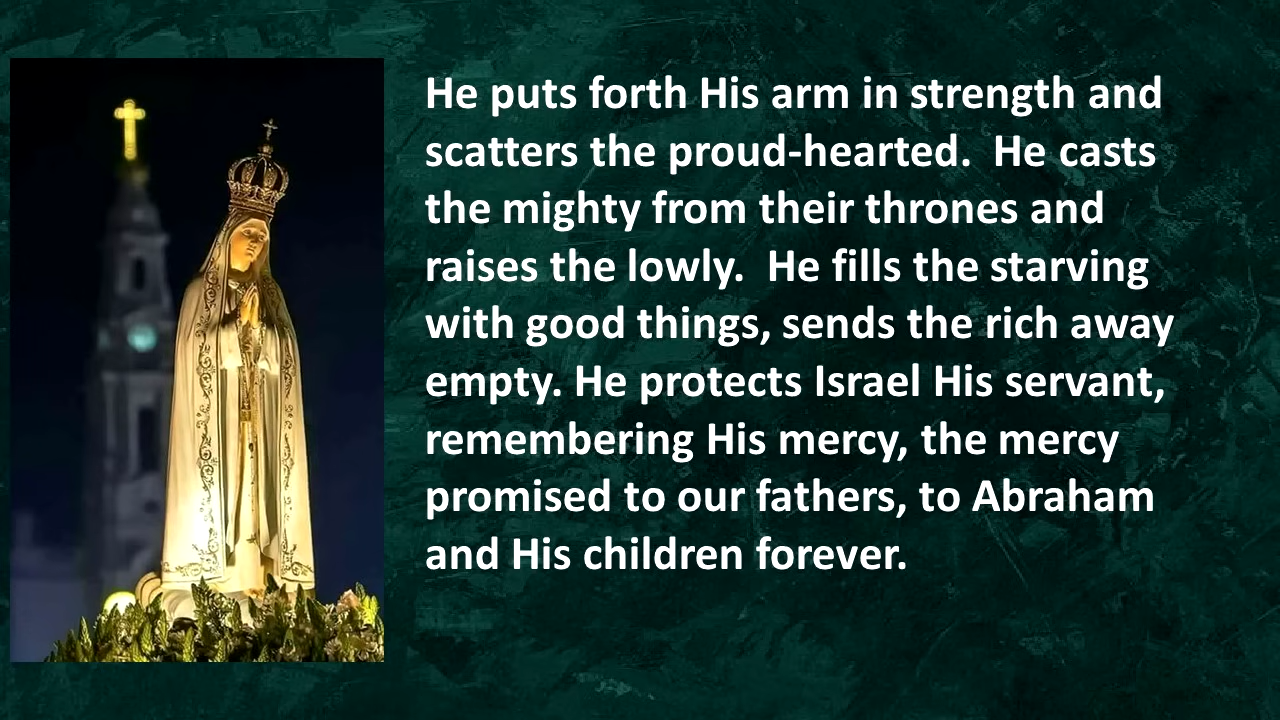 He puts forth His arm in strength and
scatters the proud-hearted.  He casts
the mighty from their thrones and
raises the lowly.  He fills the starving
with good things, sends the rich away
empty. He protects Israel His servant,
remembering His mercy, the mercy
promised to our fathers, to Abraham
and His children forever.